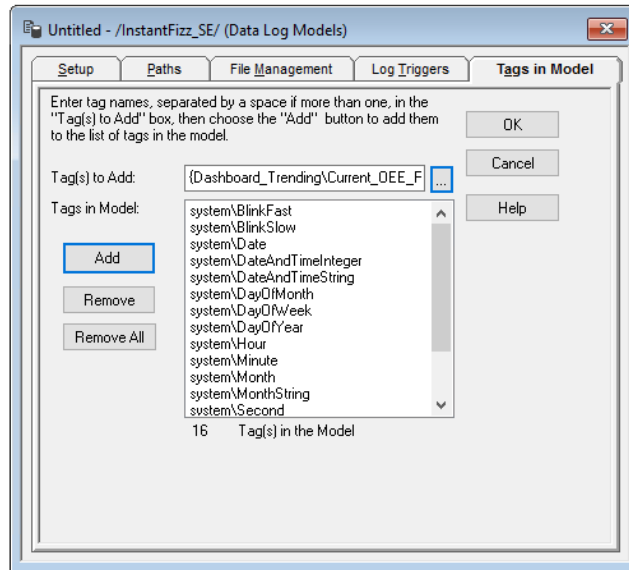 Untitled - /InstantFizz_SE/ (Data Log Models)
Setup Paths File Management Log Triggers Tags in Model
Enter tag names, separated by a space if more than one, in the
"Tag(s) to Add" box, then choose the "Add" button to add them
to the list of tags in the model.
OK
Cancel
Tag(s) to Add: {Dashboard_Trending\Current_OEE_F ...
Help
Tags in Model:
system\BlinkFast
system\BlinkSlow
system\Date
system\DateAndTimeInteger
system\DateAndTimeString
system\DayOfMonth
system\DayOfWeek
system\DayOfYear
system\Hour
system\Minute
system\Month
system\MonthString
system\Second
Add
Remove
Remove All
16 Tag(s) in the Model